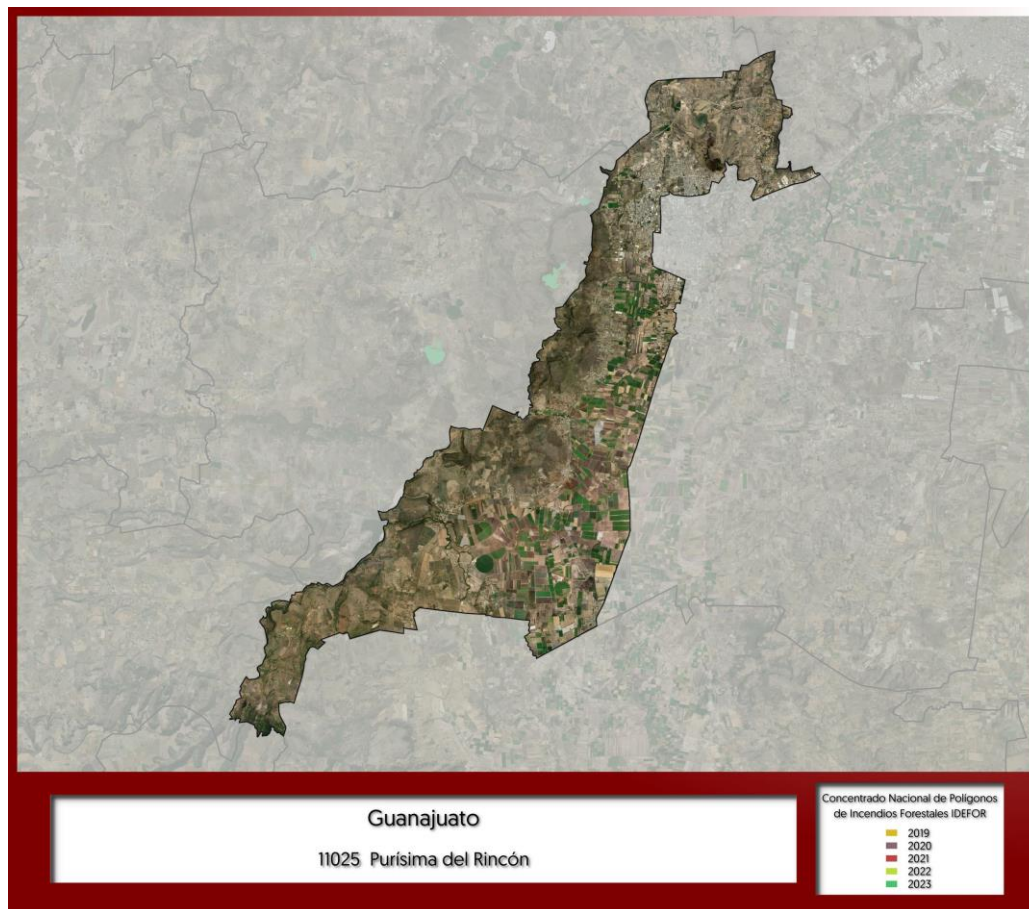 Guanajuato
11025 Purísima del Rincón
Concentrado Nacional de Polígonos
de Incendios Forestales IDEFOR
2019
2020
2021
2022
2023